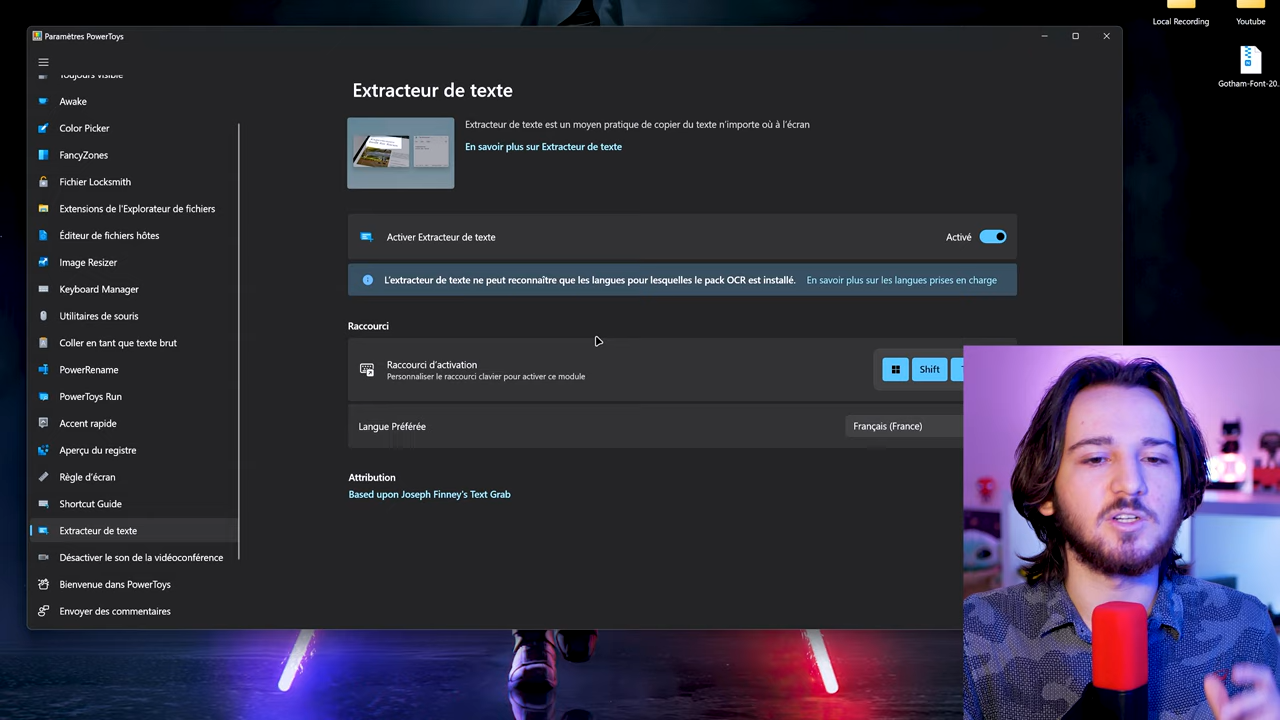 Local Recording
Youtube
Paramètres PowerToys
Gotham-Font-20...
Toujours visible
Awake
Color Picker
FancyZones
Fichier Locksmith
Extensions de l'Explorateur de fichiers
Éditeur de fichiers hôtes
Image Resizer
Keyboard Manager
Utilitaires de souris
Coller en tant que texte brut
PowerRename
PowerToys Run
Accent rapide
Aperçu du registre
Règle d'écran
Shortcut Guide
Extracteur de texte
Désactiver le son de la vidéoconférence
Bienvenue dans PowerToys
Envoyer des commentaires
Extracteur de texte
Extracteur de texte est un moyen pratique de copier du texte n'importe où à l'écran
En savoir plus sur Extracteur de texte
Activer Extracteur de texte
Activé
L'extracteur de texte ne peut reconnaître que les langues pour lesquelles le pack OCR est installé. En savoir plus sur les langues prises en charge
Raccourci
Raccourci d'activation
Personnaliser le raccourci clavier pour activer ce module
Shift
Langue Préférée
Français (France)
Attribution
Based upon Joseph Finney's Text Grab